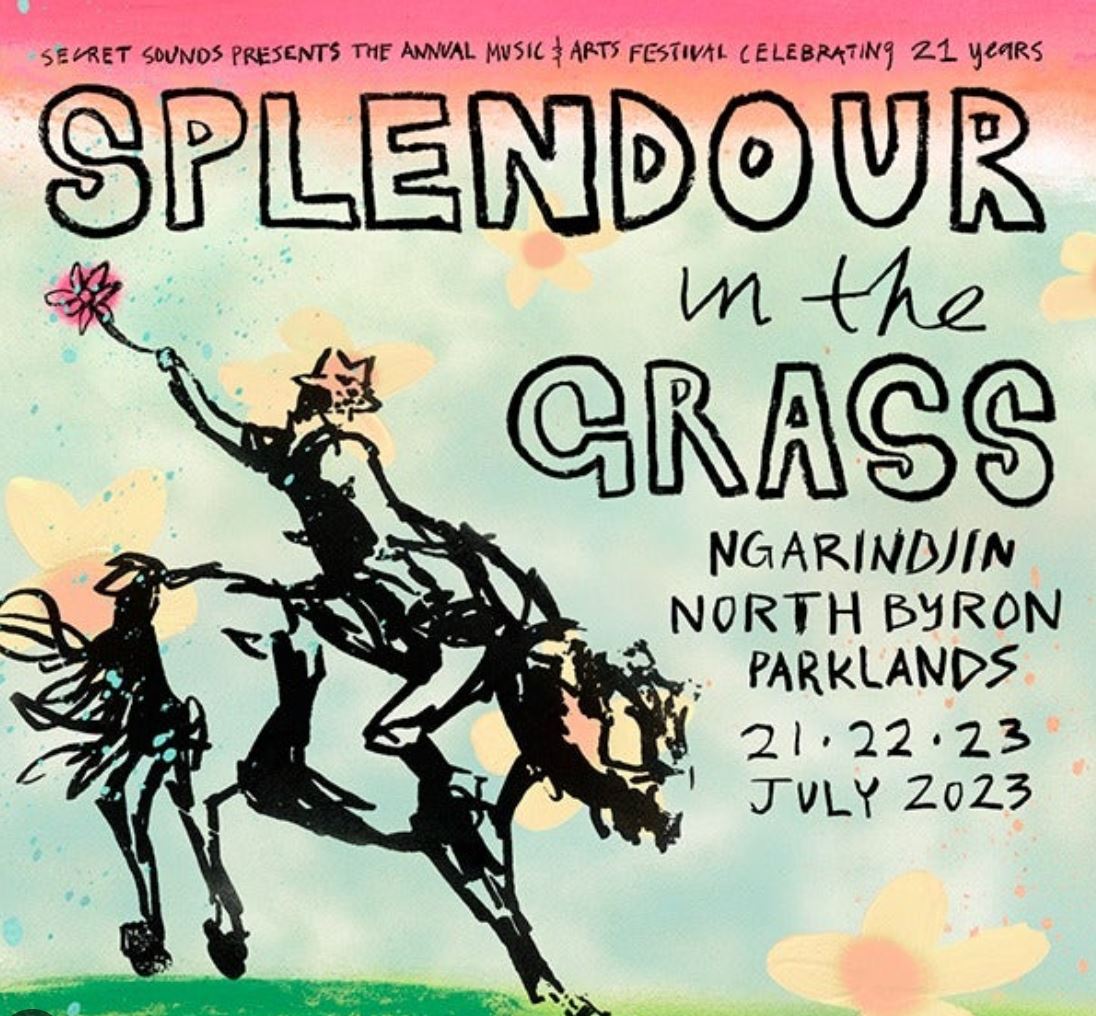 SECRET SOUNDS PRESENTS THE ANNUAL MUSIC & ARTS FESTIVAL CELEBRATING 21 years
SPLENDOUR
in the
GRASS
NGARINDJIN
NORTH BYRON
PARKLANDS
21·22·23
JULY 2023